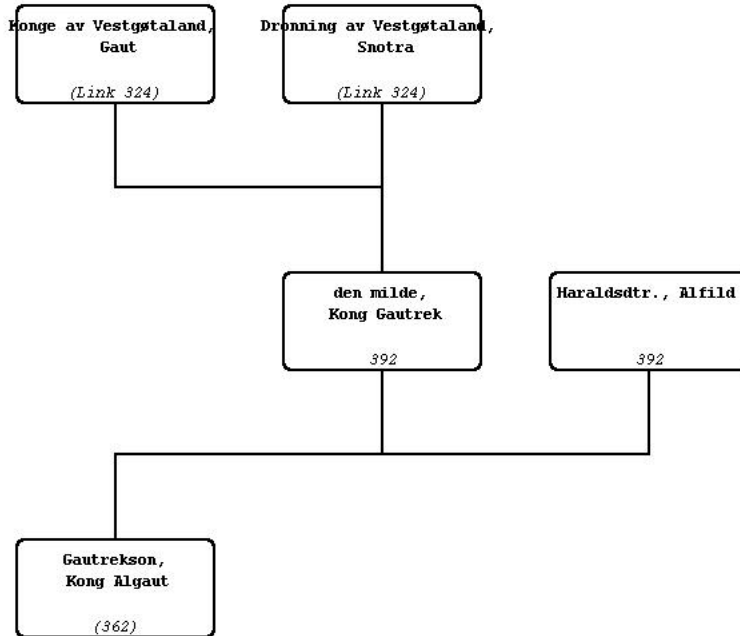 Konge av Vestgøtaland,
Gaut
(Link 324)
Dronning av Vestgøtaland,
Snotra
(Link 324)
den milde,
Kong Gautrek
392
Haraldsdtr., Alfild
392
Gautrekson,
Kong Algaut
(362)